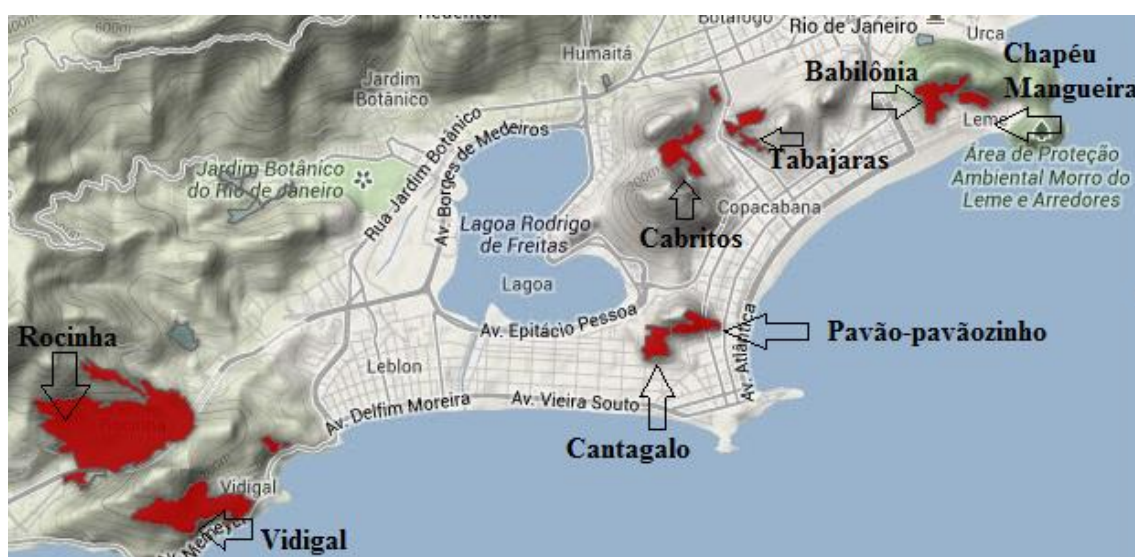 600m
Botafogo
Rio de Janeiro
Urca
Humaitá
Chapéu
Mangueira
Babilônia
Leme
Jardim
Botânico
Tabajaras
Área de Proteção
Ambiental Morro do
Leme e Arredores
Jardim Botânico
do Rio de Janeiro
Rua Jardim Botânico
Av. Borges de Medeiros
Copacabana
Lagoa Rodrigo
de Freitas
Cabritos
Lagoa
Av. Epitácio Pessoa
Av. Atlântica
Pavão-pavãozinho
Rocinha
Leblon
Av. Delfim Moreira
Av. Vieira Souto
Cantagalo
Vidigal
Vidigal